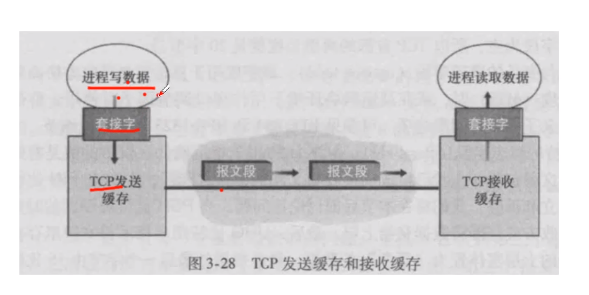 进程写数据
进程读取数据
套接字
套接字
报文段
报文段
TCP发送
缓存
TCP接收
缓存
图 3-28 TCP 发送缓存和接收缓存